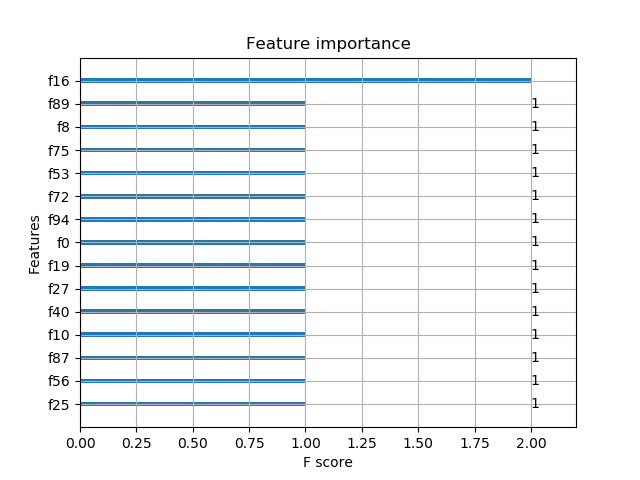 Feature importance
f16
f89 1
f8 1
f75 1
f53 1
f72 1
f94 1
f0 1
f19 1
f27 1
f40 1
f10 1
f87 1
f56 1
f25 1
Features
0.00 0.25 0.50 0.75 1.00 1.25 1.50 1.75 2.00
F score